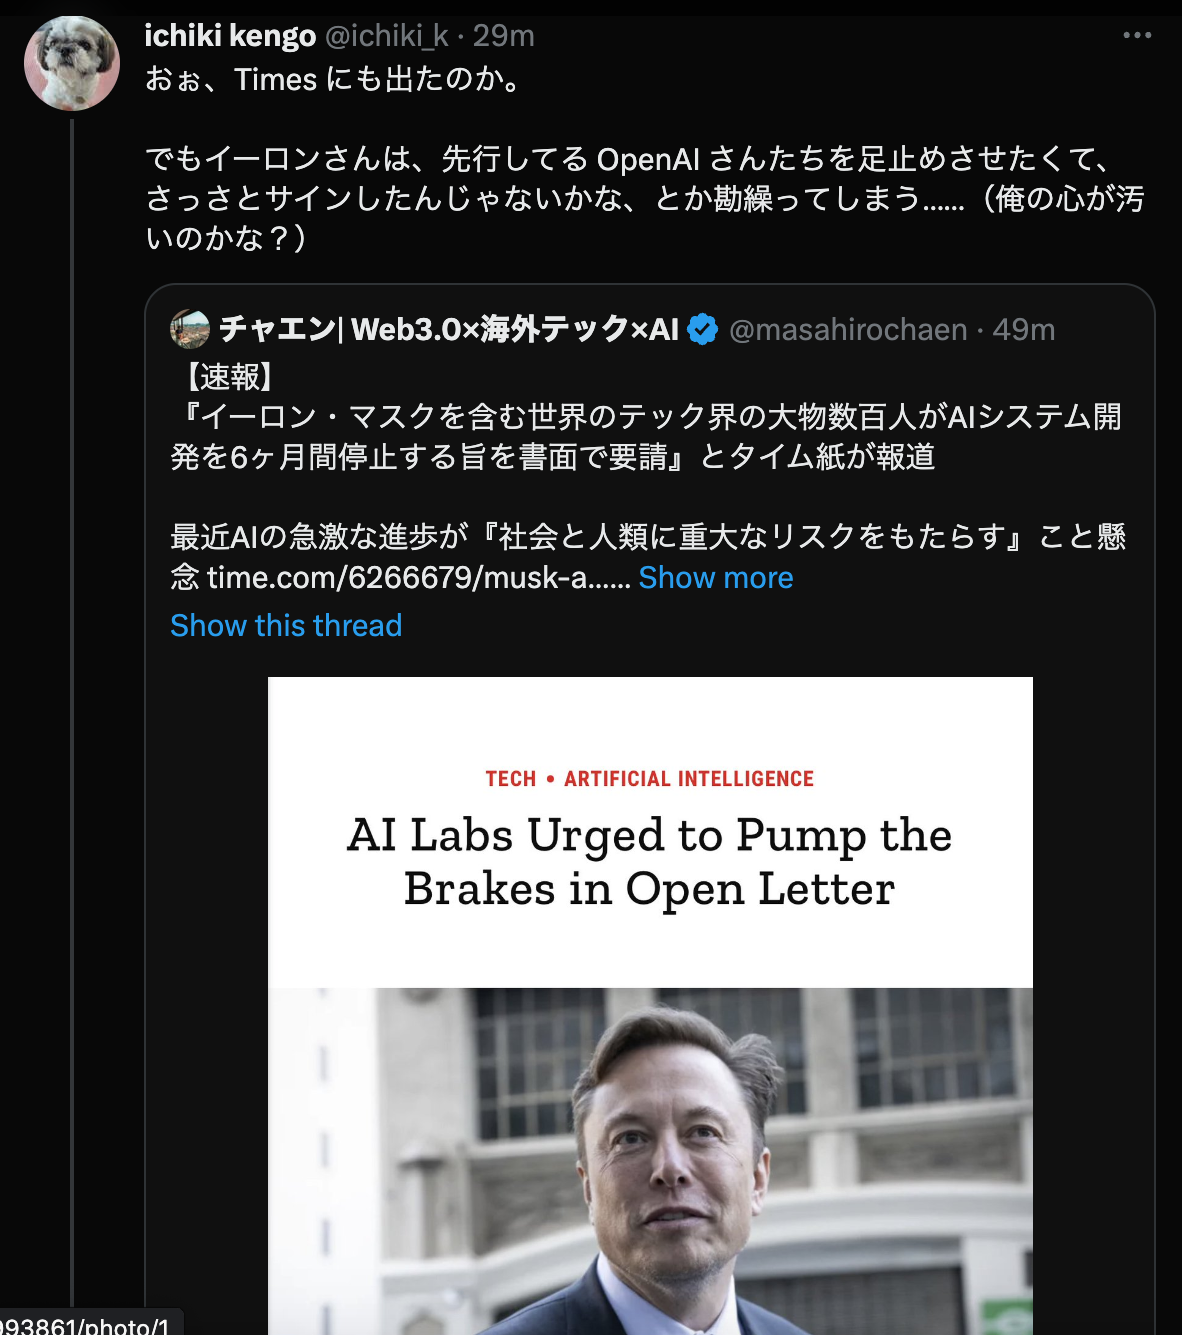 ichiki kengo @ichiki_k · 29m
おぉ、Times にも出たのか。
でもイーロンさんは、先行してる OpenAI さんたちを足止めさせたくて、
さっさとサインしたんじゃないかな、とか勘繰ってしまう……（俺の心が汚
いのかな？）
チャエン| Web3.0×海外テック×AI @masahirochaen · 49m
【速報】
『イーロン・マスクを含む世界のテック界の大物数百人がAIシステム開
発を6ヶ月間停止する旨を書面で要請』とタイム紙が報道
最近AIの急激な進歩が『社会と人類に重大なリスクをもたらす』こと懸
念 time.com/6266679/musk-a…… Show more
Show this thread
TECH • ARTIFICIAL INTELLIGENCE
AI Labs Urged to Pump the
Brakes in Open Letter
993861/photo/1